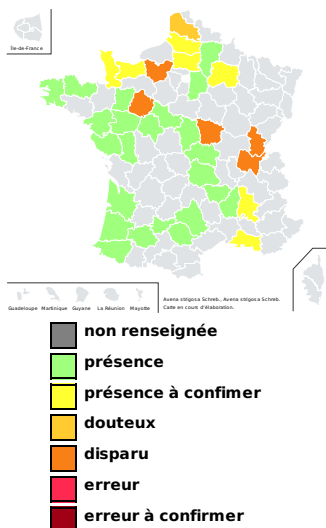 Île-de-France
Guadeloupe Martinique Guyane La Réunion Mayotte
Avena strigosa Schreb., Avena strigosa Schreb.
Carte en cours d'élaboration.
non renseignée
présence
présence à confimer
douteux
disparu
erreur
erreur à confirmer